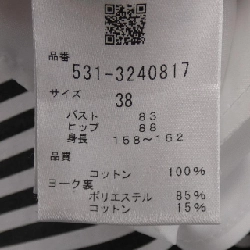 品番
531-3240817
サイズ
38
バスト 83
ヒップ 88
身長 158～162
品質
コットン 100%
ヨーク裏
ポリエステル 85%
コットン 15%